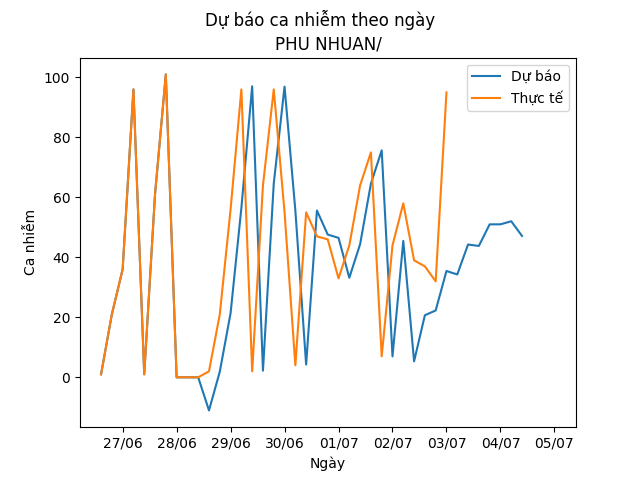 Dự báo ca nhiễm theo ngày
PHU NHUAN/
Dự báo
Thực tế
Ca nhiễm
100
80
60
40
20
0
27/06 28/06 29/06 30/06 01/07 02/07 03/07 04/07 05/07
Ngày